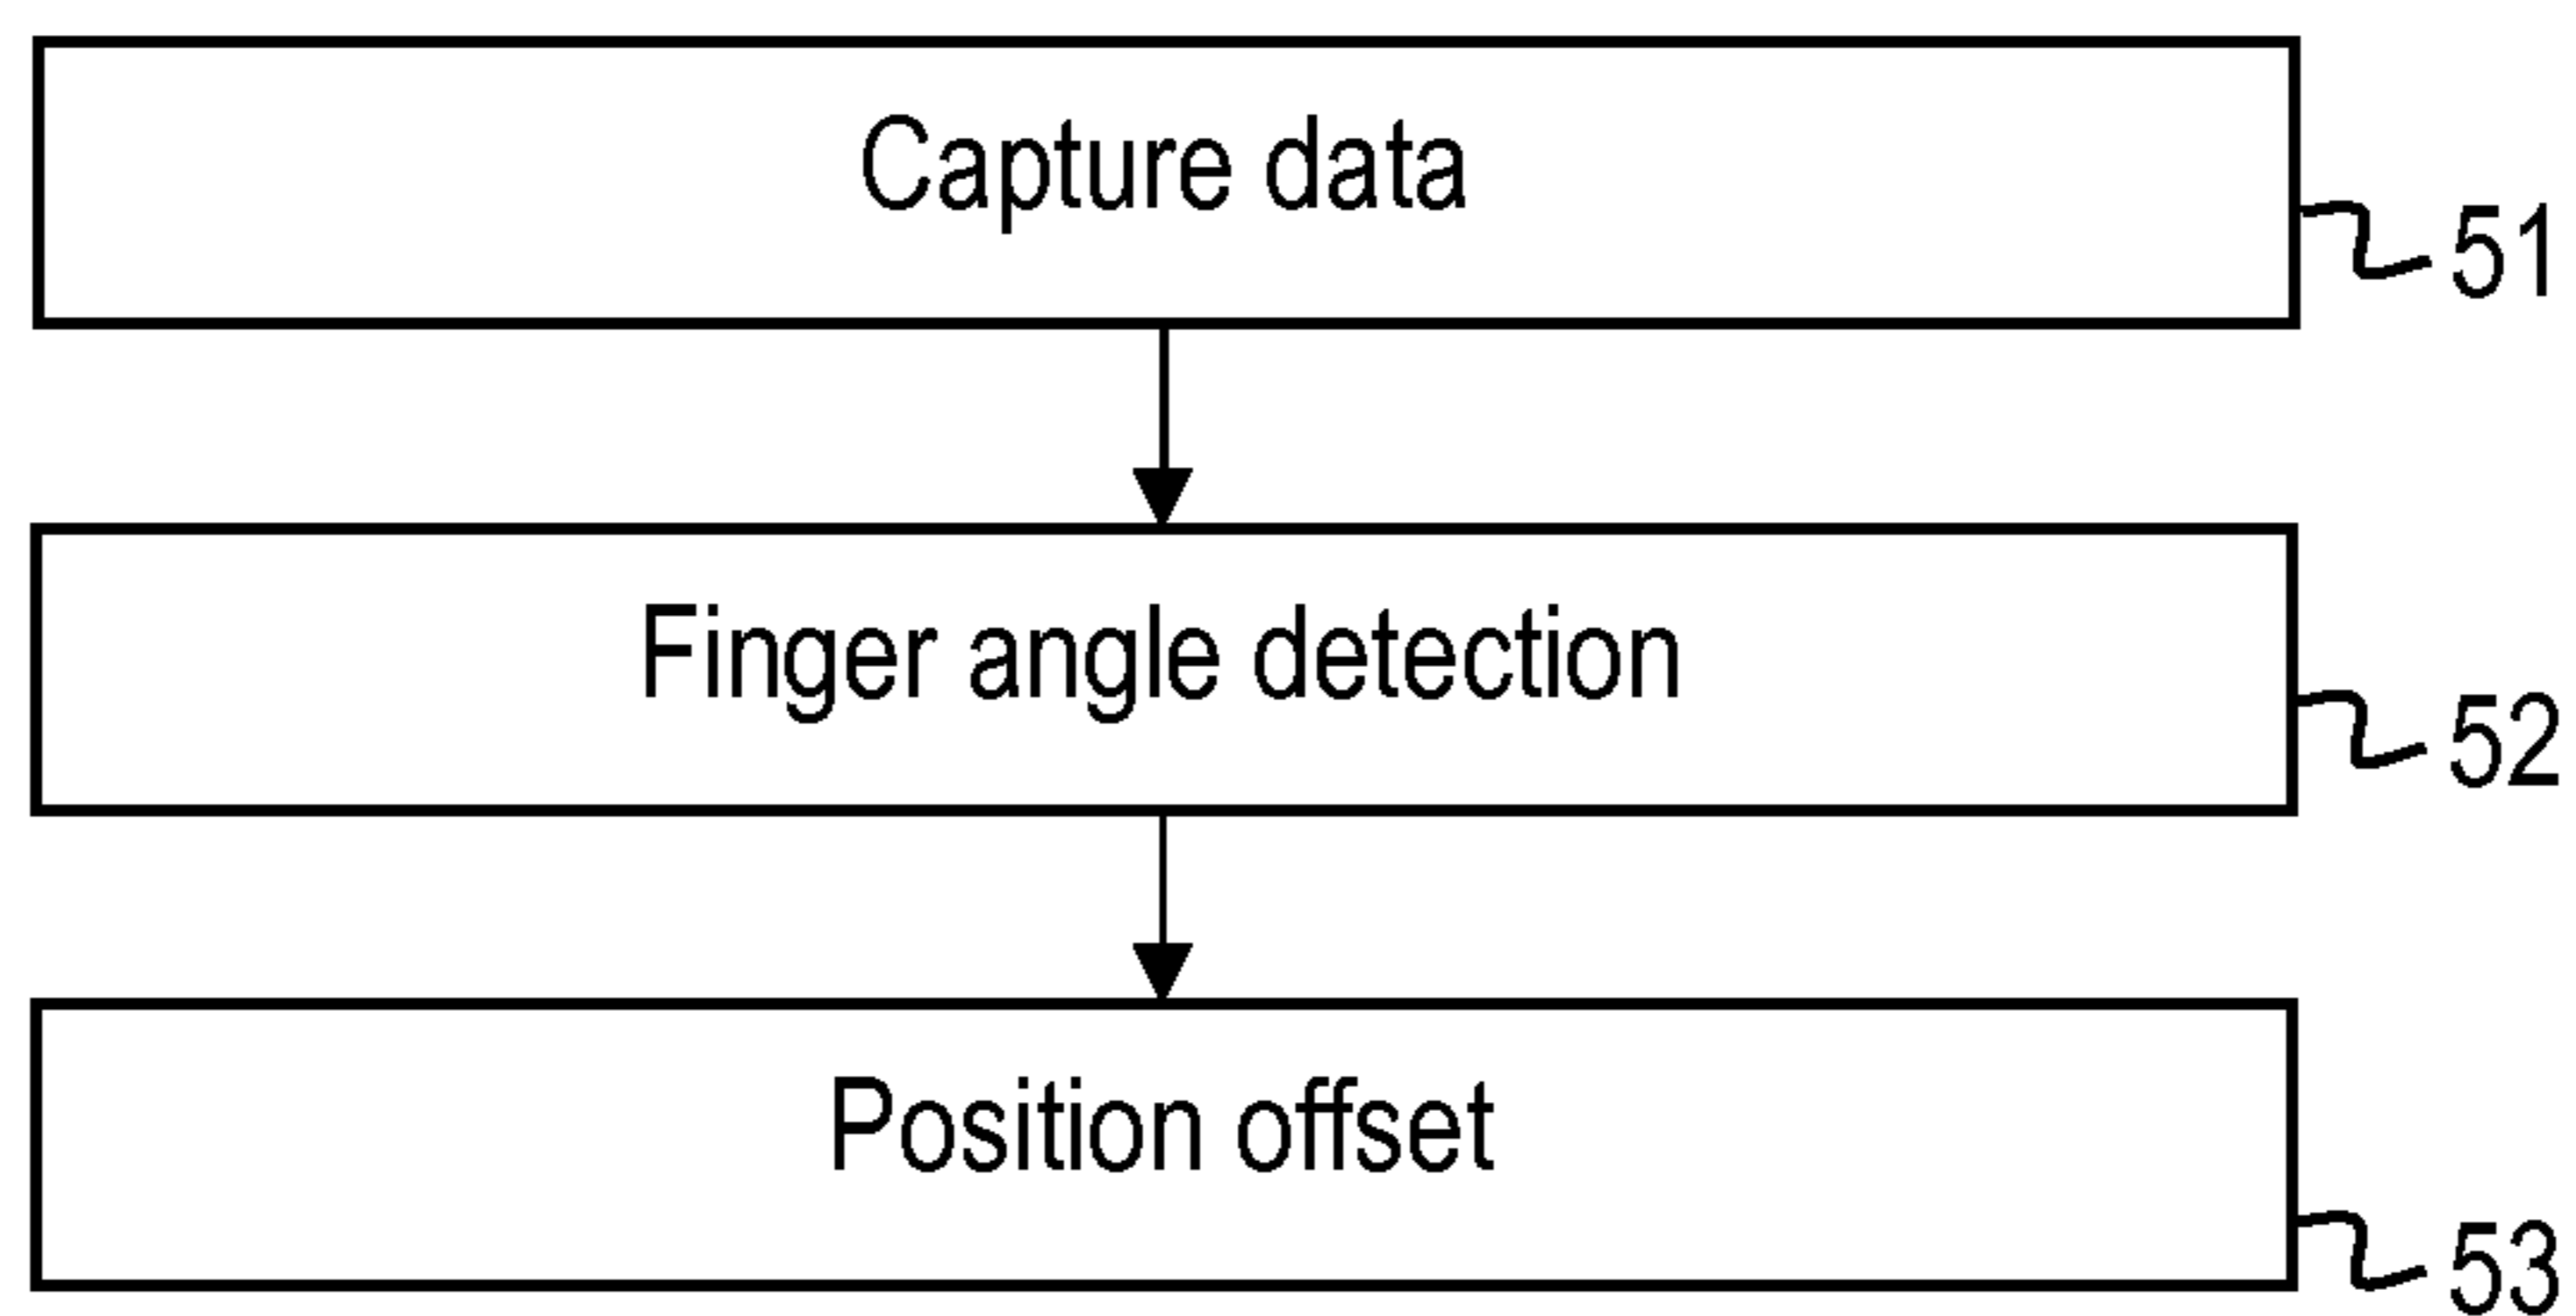 Capture data
51
Finger angle detection
52
Position offset
53